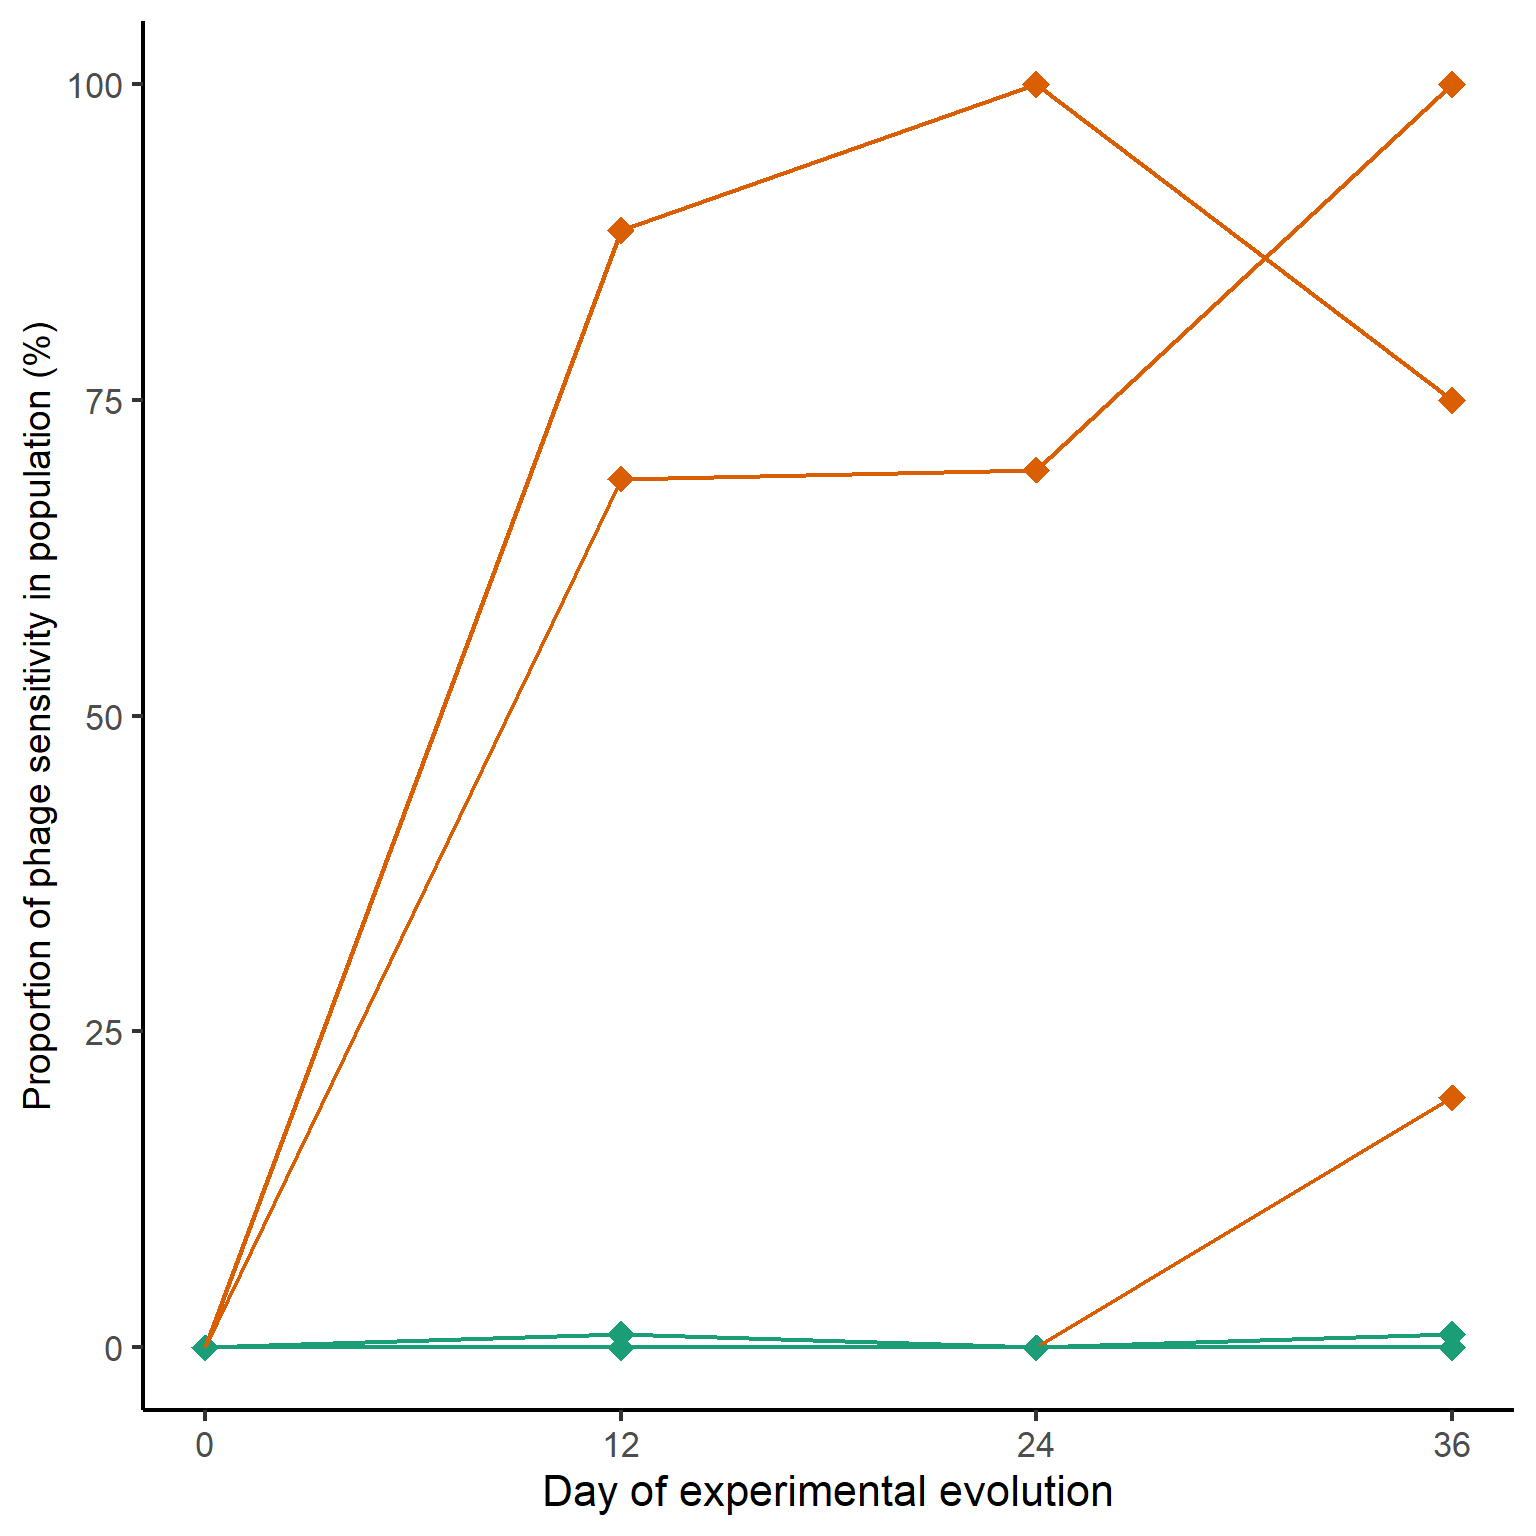 Proportion of phage sensitivity in population (%)
100
75
50
25
0
0 12 24 36
Day of experimental evolution